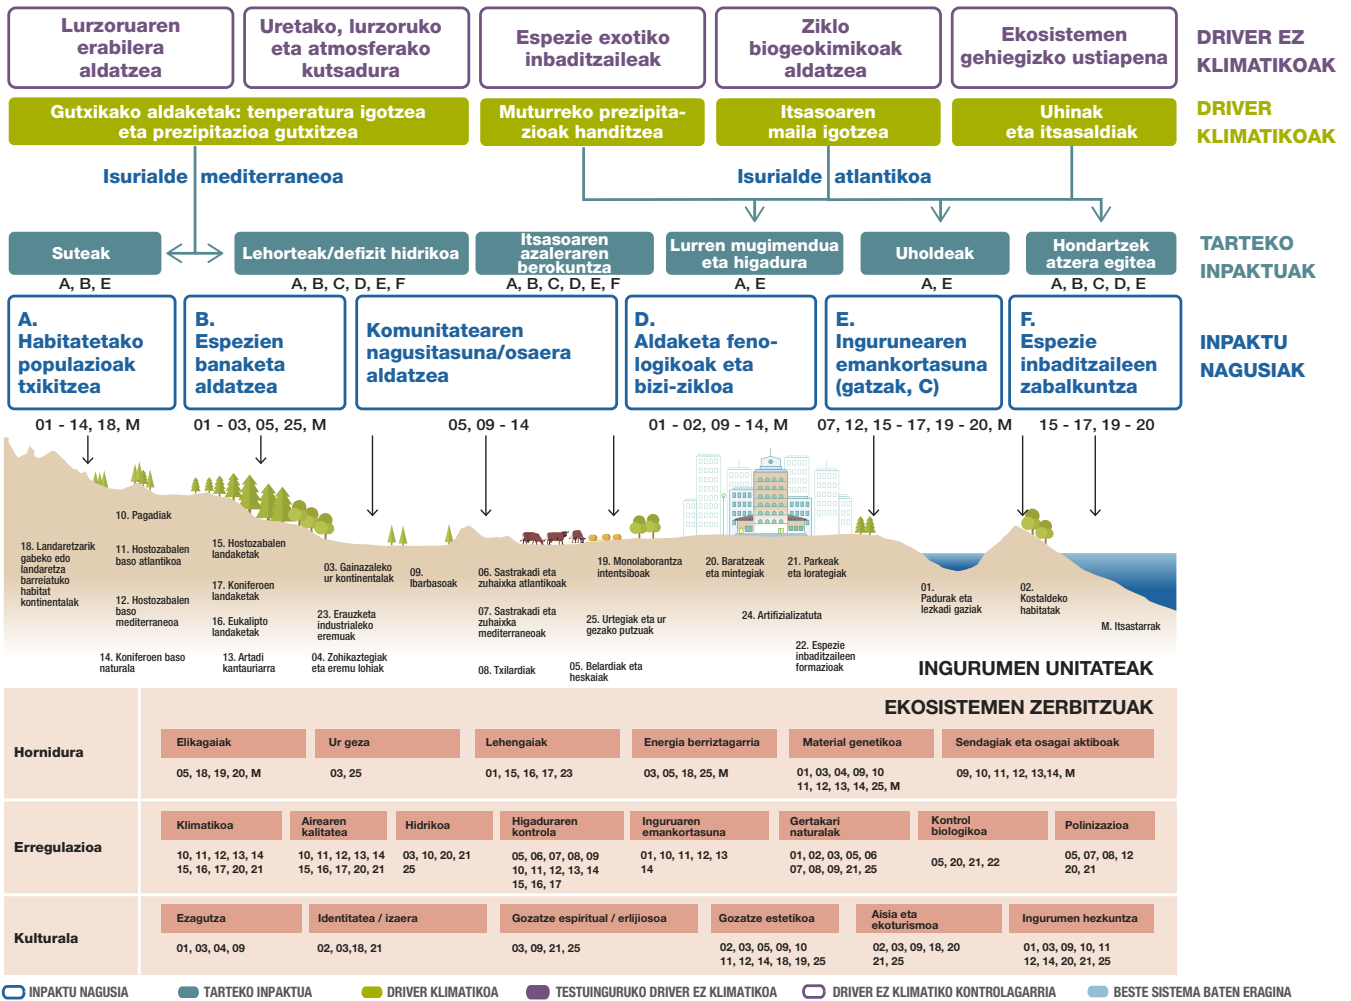 Lurzoruaren
erabilera
aldatzea
Uretako, lurzoruko
eta atmosferako
kutsadura
Espezie exotiko
inbaditzaileak
Ziklo
biogeokimikoak
aldatzea
Ekosistemen
gehiegizko ustiapena
DRIVER EZ
KLIMATIKOAK
Gutxikako aldaketak: tenperatura igotzea
eta prezipitazioa gutxitzea
Muturreko prezipita-
zioak handitzea
Itsasoaren
maila igotzea
Uhinak
eta itsasaldiak
DRIVER
KLIMATIKOAK
Isurialde mediterraneoa
Isurialde atlantikoa
Suteak
Lehorteak/defizit hidrikoa
Itsasoaren
azaleraren
berokuntza
Lurren mugimendua
eta higadura
Uholdeak
Hondartzek
atzera egitea
TARTEKO
INPAKTUAK
A, B, E
A, B, C, D, E, F
A, B, C, D, E, F
A, E
A, E
A, B, C, D, E
A.
Habitatetako
populazioak
txikitzea
B.
Espezien
banaketa
aldatzea
Komunitatearen
nagusitasuna/osaera
aldatzea
D.
Aldaketa feno-
logikoak eta
bizi-zikloa
E.
Ingurunearen
emankortasuna
(gatzak, C)
F.
Espezie
inbaditzaileen
zabalkuntza
INPAKTU
NAGUSIAK
01 - 14, 18, M
01 - 03, 05, 25, M
05, 09 - 14
01 - 02, 09 - 14, M
07, 12, 15 - 17, 19 - 20, M
15 - 17, 19 - 20
10. Pagadiak
18. Landaretzarik
gabeko edo
landaretza
barreiatuko
habitat
kontinentalak
11. Hostozabalen
baso atlantikoa
12. Hostozabalen
baso
mediterraneoa
14. Koniferoen baso
naturala
15. Hostozabalen
landaketak
17. Koniferoen
landaketak
16. Eukalipto
landaketak
13. Artadi
kantauriarra
03. Gainazaleko
ur kontinentalak
23. Erauzketa
industrialeko
eremuak
04. Zohikaztegiak
eta eremu lohiak
09.
Ibarbasoak
06. Sastrakadi eta
zuhaixka atlantikoak
07. Sastrakadi eta
zuhaixka
mediterraneoak
08. Txilardiak
19. Monolaborantza
intentsiboak
25. Urtegiak eta ur
gezako putzuak
05. Belardiak eta
heskaiak
20. Baratzeak
eta mintegiak
21. Parkeak
eta lorategiak
24. Artifizializatuta
22. Espezie
inbaditzaileen
formazioak
01.
Padurak eta
lezkadi gaziak
02.
Kostaldeko
habitatak
M. Itsastarrak
INGURUMEN UNITATEAK
EKOSISTEMEN ZERBITZUAK
Hornidura
Elikagaiak
05, 18, 19, 20, M
Ur geza
03, 25
Lehengaiak
01, 15, 16, 17, 23
Energia berriztagarria
03, 05, 18, 25, M
Material genetikoa
01, 03, 04, 09, 10
11, 12, 13, 14, 25, M
Sendagiak eta osagai aktiboak
09, 10, 11, 12, 13,14, M
Erregulazioa
Klimatikoa
10, 11, 12, 13, 14
15, 16, 17, 20, 21
Airearen
kalitatea
10, 11, 12, 13, 14
15, 16, 17, 20, 21
Hidrikoa
03, 10, 20, 21
25
Higaduraren
kontrola
05, 06, 07, 08, 09
10, 11, 12, 13, 14
15, 16, 17
Inguruaren
emankortasuna
01, 10, 11, 12, 13
14
Gertakari
naturalak
01, 02, 03, 05, 06
07, 08, 09, 21, 25
Kontrol
biologikoa
05, 20, 21, 22
Polinizazioa
05, 07, 08, 12
20, 21
Kulturala
Ezagutza
01, 03, 04, 09
Identitatea / izaera
02, 03,18, 21
Gozatze espiritual / erlijiosoa
03, 09, 21, 25
Gozatze estetikoa
02, 03, 05, 09, 10
11, 12, 14, 18, 19, 25
Aisia eta
ekoturismoa
02, 03, 09, 18, 20
21, 25
Ingurumen hezkuntza
01, 03, 09, 10, 11
12, 14, 20, 21, 25
INPAKTU NAGUSIA
TARTEKO INPAKTUA
DRIVER KLIMATIKOA
TESTUINGURUKO DRIVER EZ KLIMATIKOA
DRIVER EZ KLIMATIKO KONTROLAGARRIA
BESTE SISTEMA BATEN ERAGINA